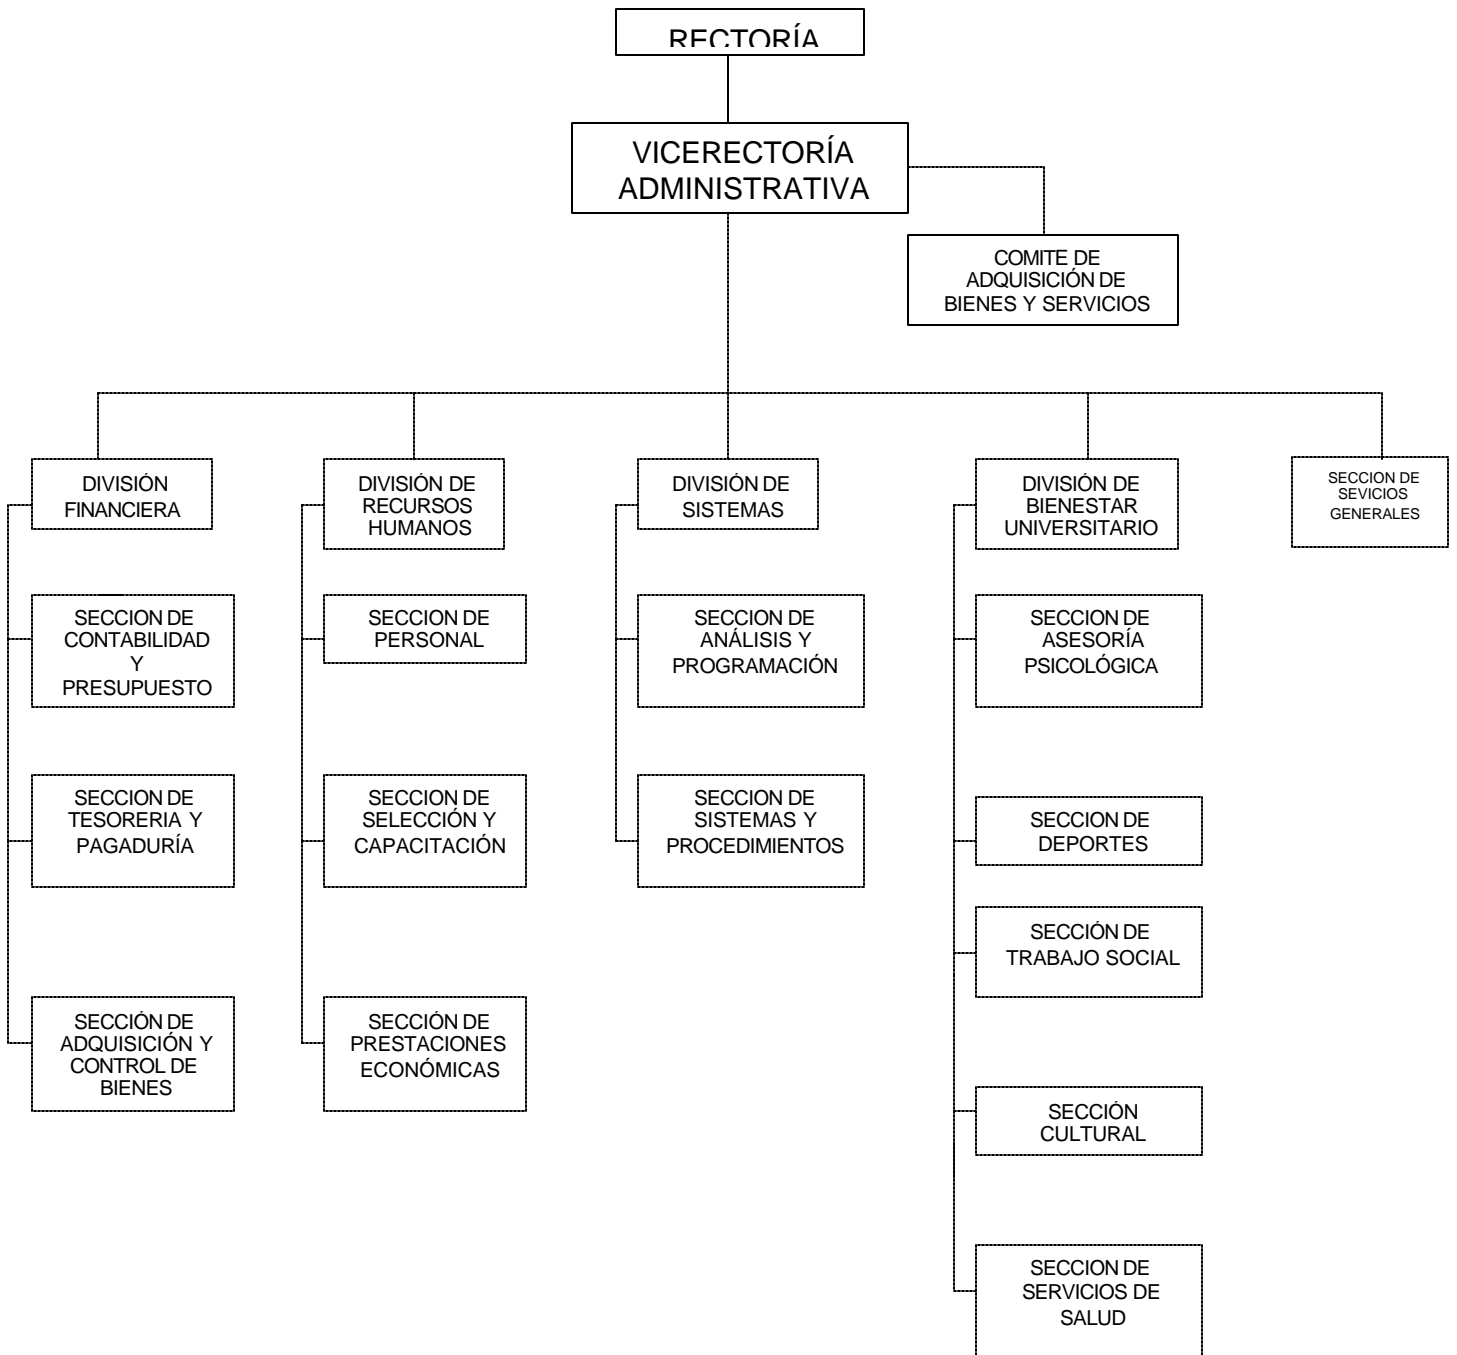 RECTORÍA
VICERECTORÍA
ADMINISTRATIVA
COMITE DE
ADQUISICIÓN DE
BIENES Y SERVICIOS
DIVISIÓN
FINANCIERA
DIVISIÓN DE
RECURSOS
HUMANOS
DIVISIÓN DE
SISTEMAS
DIVISIÓN DE
BIENESTAR
UNIVERSITARIO
SECCION DE
SEVICIOS
GENERALES
SECCION DE
CONTABILIDAD
Y
PRESUPUESTO
SECCION DE
PERSONAL
SECCION DE
ANÁLISIS Y
PROGRAMACIÓN
SECCION DE
ASESORÍA
PSICOLÓGICA
SECCION DE
TESORERIA Y
PAGADURÍA
SECCION DE
SELECCIÓN Y
CAPACITACIÓN
SECCION DE
SISTEMAS Y
PROCEDIMIENTOS
SECCION DE
DEPORTES
SECCIÓN DE
TRABAJO SOCIAL
SECCIÓN DE
ADQUISICIÓN Y
CONTROL DE
BIENES
SECCIÓN DE
PRESTACIONES
ECONÓMICAS
SECCIÓN
CULTURAL
SECCION DE
SERVICIOS DE
SALUD